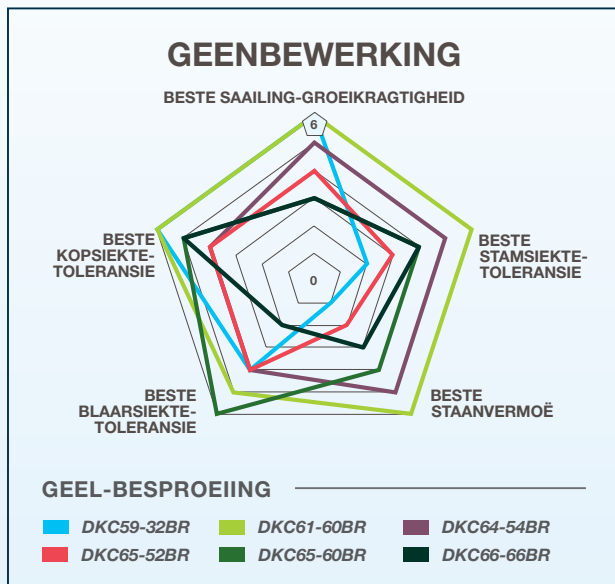 GEENBEWERKING
BESTE SAAILING-GROEIKRAGTIGHEID
6
BESTE
KOPSIEKTE-
TOLERANSIE
BESTE
STAMSIEKTE-
TOLERANSIE
0
BESTE
BLAARSIEKTE-
TOLERANSIE
BESTE
STAANVERMOË
GEEL-BESPROEIING
DKC59-32BR DKC61-60BR DKC64-54BR
DKC65-52BR DKC65-60BR DKC66-66BR